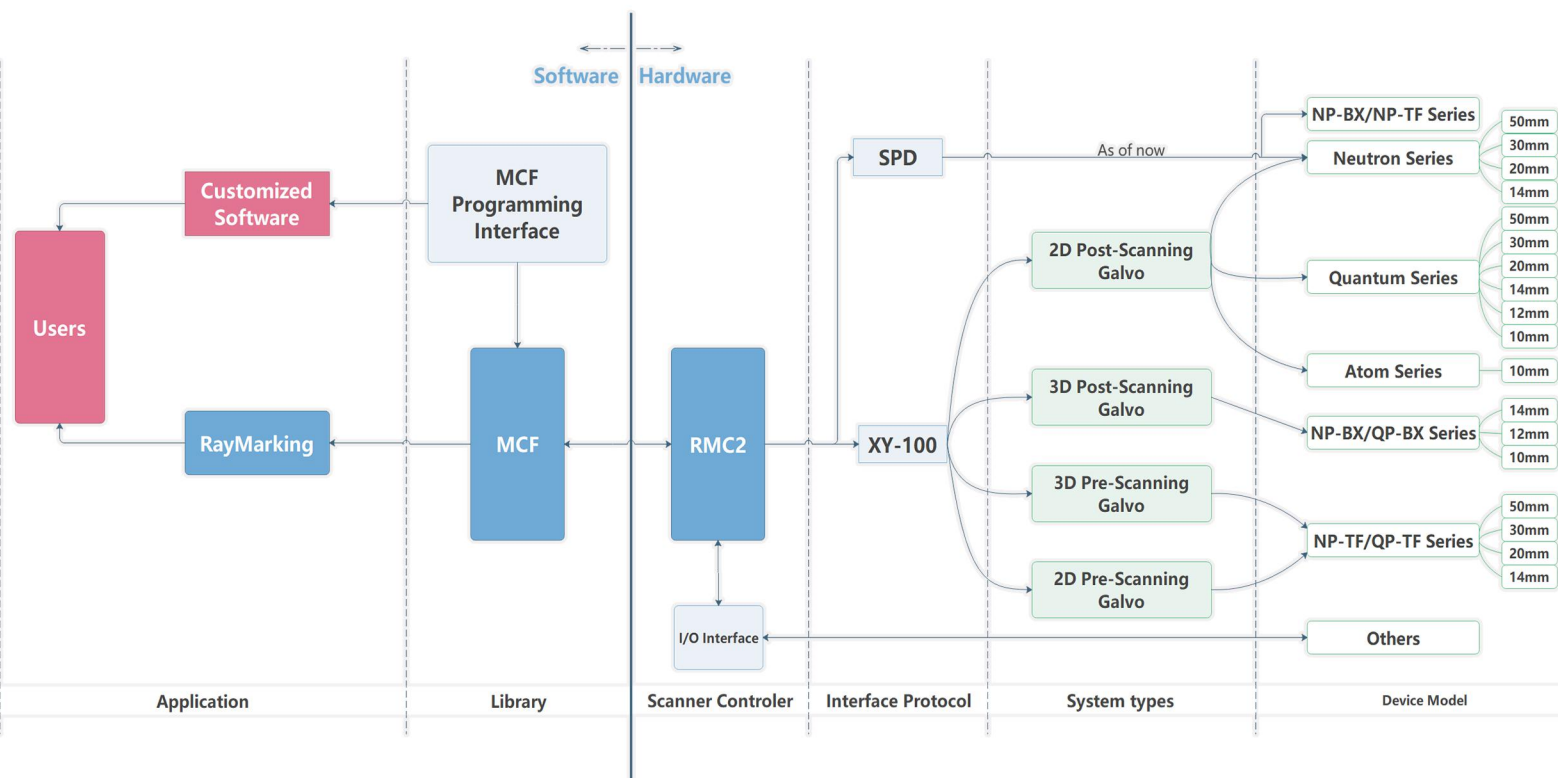 Software
Hardware
Users
Customized
Software
RayMarking
MCF
Programming
Interface
MCF
RMC2
I/O Interface
SPD
XY-100
As of now
2D Post-Scanning
Galvo
3D Post-Scanning
Galvo
3D Pre-Scanning
Galvo
2D Pre-Scanning
Galvo
NP-BX/NP-TF Series
Neutron Series
50mm
30mm
20mm
14mm
Quantum Series
50mm
30mm
20mm
14mm
12mm
10mm
Atom Series
10mm
NP-BX/QP-BX Series
14mm
12mm
10mm
NP-TF/QP-TF Series
50mm
30mm
20mm
14mm
Others
Application
Library
Scanner Controler
Interface Protocol
System types
Device Model